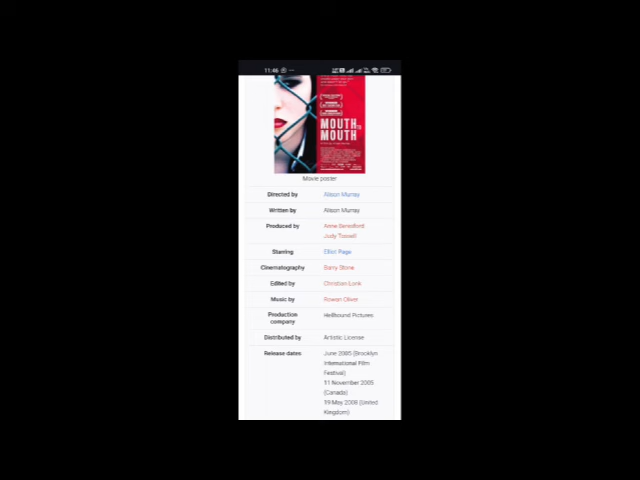 11:46
MOUTH TO
MOUTH
Movie poster
Directed by Alison Murray
Written by Alison Murray
Produced by Anne Beresford
Judy Tossell
Starring Elliot Page
Cinematography Barry Stone
Edited by Christian Lonk
Music by Rowan Oliver
Production Hellbound Pictures
company
Distributed by Artistic License
Release dates June 2005 (Brooklyn
International Film
Festival)
11 November 2005
(Canada)
19 May 2008 (United
Kingdom)